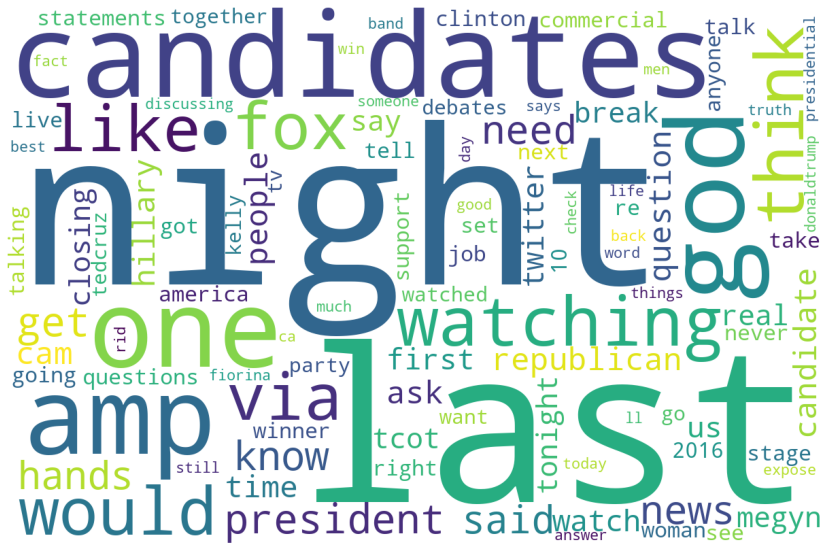 statements together band clinton commercial
fact win men talk anyone presidential
candidates
live discussing someone debates says break truth
best like fox say need
tell day next
night
god
think
donaldtrump
talking closing tedcruz hillary got kelly people tv
support set job twitter 10 good check life question re back word take
america watched things
get one rid much ca watching real never
cam first republican candidate
going questions fiorina party ask want
amp via last
winner know tcot right tonight ll go us 2016 stage
hands still time today expose
would president said watch news megyn
woman see answer